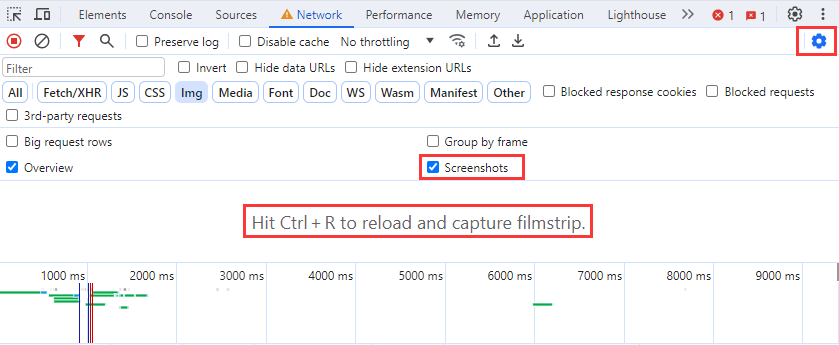 Elements Console Sources Network Performance Memory Application Lighthouse 1 1
Preserve log Disable cache No throttling
Filter Invert Hide data URLs Hide extension URLs
All Fetch/XHR JS CSS Img Media Font Doc WS Wasm Manifest Other Blocked response cookies Blocked requests
3rd-party requests
Big request rows Group by frame
Overview Screenshots
Hit Ctrl + R to reload and capture filmstrip.
1000 ms 2000 ms 3000 ms 4000 ms 5000 ms 6000 ms 7000 ms 8000 ms 9000 ms